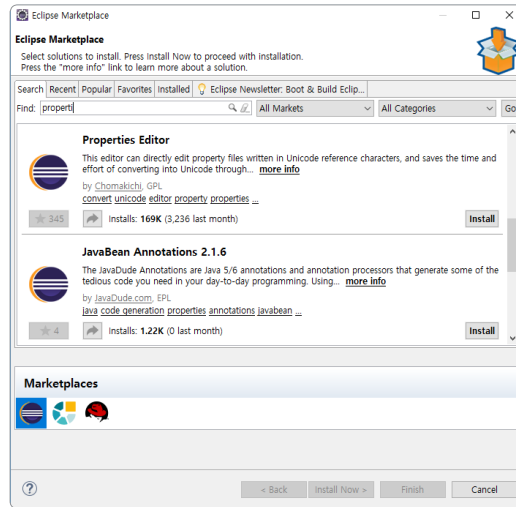 Eclipse Marketplace
Eclipse Marketplace
Select solutions to install. Press Install Now to proceed with installation.
Press the "more info" link to learn more about a solution.
Search Recent Popular Favorites Installed Eclipse Newsletter: Boot & Build Eclip...
Find: properti All Markets All Categories Go
Properties Editor
This editor can directly edit property files written in Unicode reference characters, and saves the time and
effort of converting into Unicode through... more info
by Chomakichi, GPL
convert unicode editor property properties ...
345 Installs: 169K (3,236 last month) Install
JavaBean Annotations 2.1.6
The JavaDude Annotations are Java 5/6 annotations and annotation processors that generate some of the
tedious code you need in your day-to-day programming. Using... more info
by JavaDude.com, EPL
java code generation properties annotations javabean ...
4 Installs: 1.22K (0 last month) Install
Marketplaces
? < Back Install Now > Finish Cancel